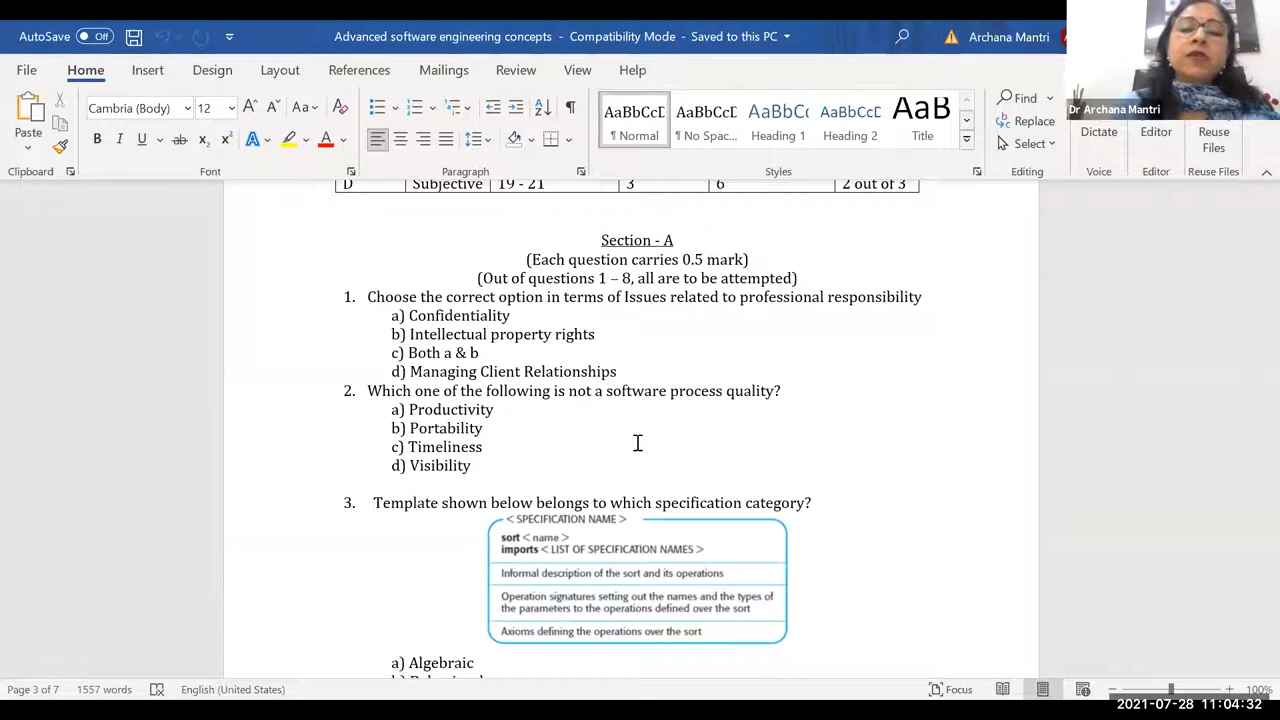 AutoSave Off Advanced software engineering concepts - Compatibility Mode - Saved to this PC Archana Mantri
File Home Insert Design Layout References Mailings Review View Help
Dr Archana Mantri
Paste
Clipboard
Cambria (Body) 12 Aa
B I U ab x2 x2 A A
Font
Paragraph
AaBbCcD AaBbCcD AaBbCc AaBbCcD AaB
Normal No Spac... Heading 1 Heading 2 Title
Styles
Find
Replace
Select
Editing
Dictate
Voice
Editor
Editor
Reuse Files
Reuse Files
D Subjective 19 - 21 3 6 2 out of 3
Section - A
(Each question carries 0.5 mark)
(Out of questions 1 – 8, all are to be attempted)
1. Choose the correct option in terms of Issues related to professional responsibility
a) Confidentiality
b) Intellectual property rights
c) Both a & b
d) Managing Client Relationships
2. Which one of the following is not a software process quality?
a) Productivity
b) Portability
c) Timeliness
d) Visibility
3. Template shown below belongs to which specification category?
< SPECIFICATION NAME >
sort < name >
imports < LIST OF SPECIFICATION NAMES >
Informal description of the sort and its operations
Operation signatures setting out the names and the types of
the parameters to the operations defined over the sort
Axioms defining the operations over the sort
a) Algebraic
Page 3 of 7 1557 words English (United States) Focus 100%
2021-07-28 11:04:32